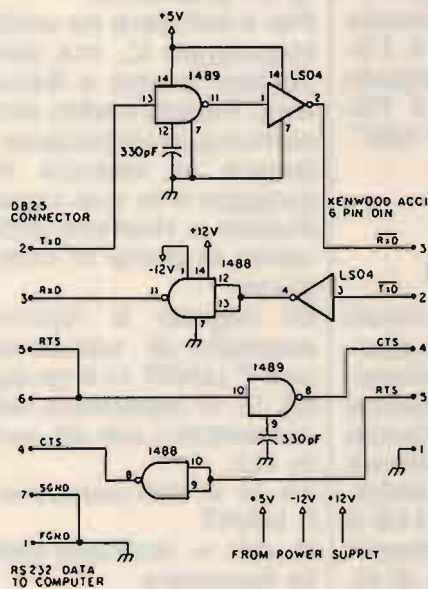 +5V
14 1489 14 LS04
13 11 1 2
12 7 7
330pF
DB25
CONNECTOR
XENWOOD ACCI
6 PIN DIN
2 TxD
RxD 3
+12V
-12V 1 14 1488
12
13
LS04
3 RxD 11 4 3 TxD 2
7
5 RTS
CTS 4
1489
10 8
6
9
RTS 5
330pF
4 CTS
1488
8 10
9
1
7 SGND
+5V -12V +12V
1 FGND
FROM POWER SUPPLT
RS232 DATA
TO COMPUTER